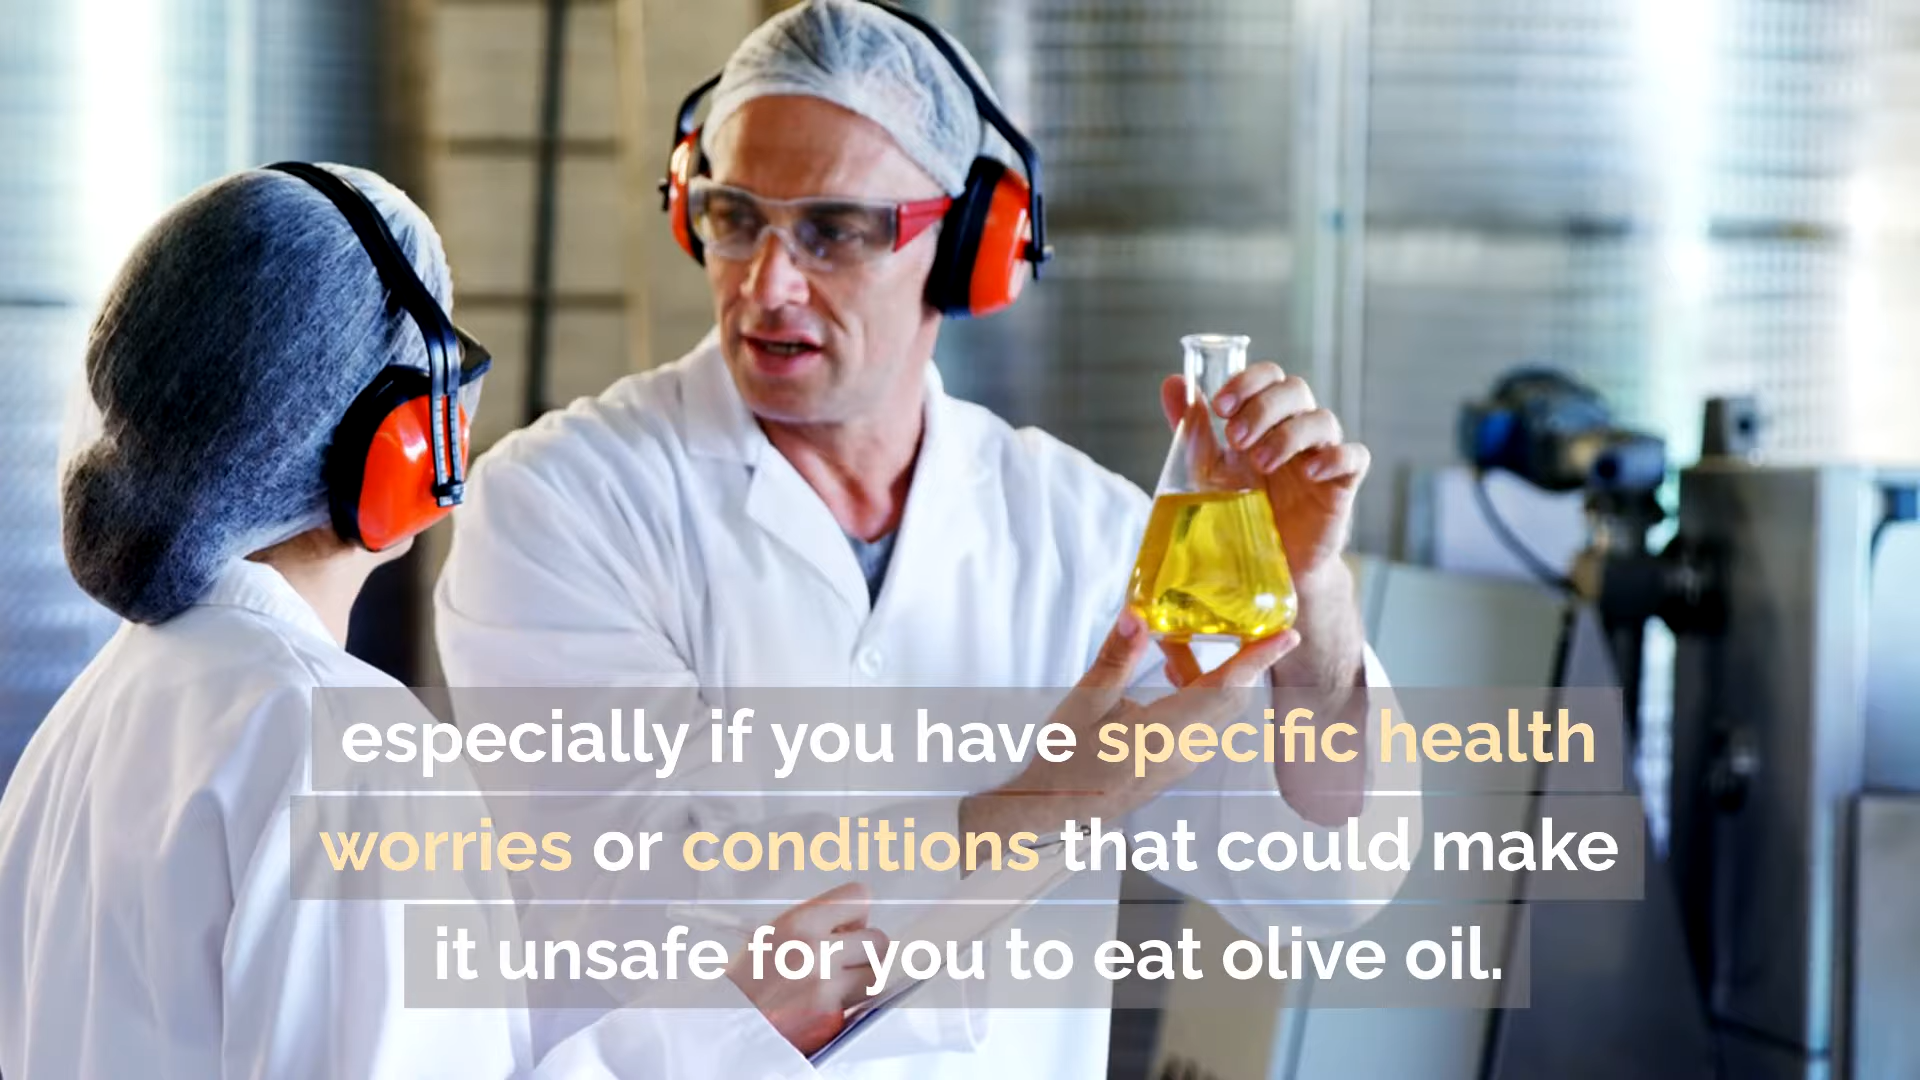 especially if you have specific health
worries or conditions that could make
it unsafe for you to eat olive oil.